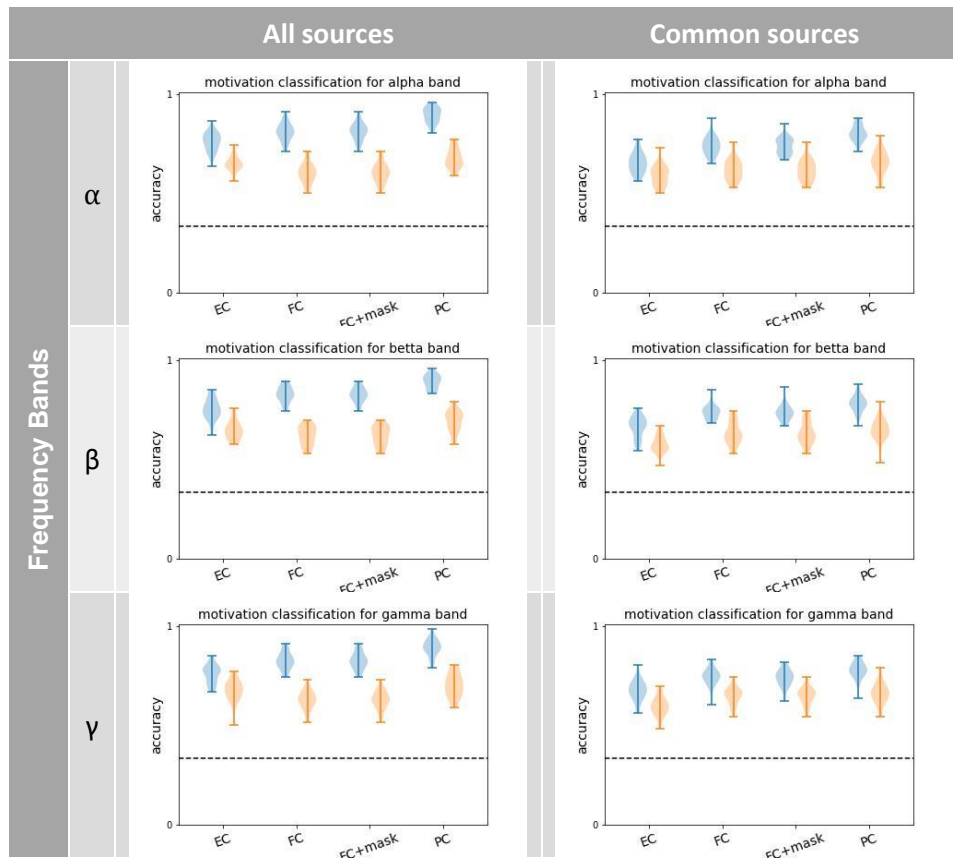 All sources
Common sources
Frequency Bands
α
motivation classification for alpha band
1
accuracy
0
EC
FC
FC+mask
PC
motivation classification for alpha band
1
accuracy
0
EC
FC
FC+mask
PC
β
motivation classification for betta band
1
accuracy
0
EC
FC
FC+mask
PC
motivation classification for betta band
1
accuracy
0
EC
FC
FC+mask
PC
γ
motivation classification for gamma band
1
accuracy
0
EC
FC
FC+mask
PC
motivation classification for gamma band
1
accuracy
0
EC
FC
FC+mask
PC